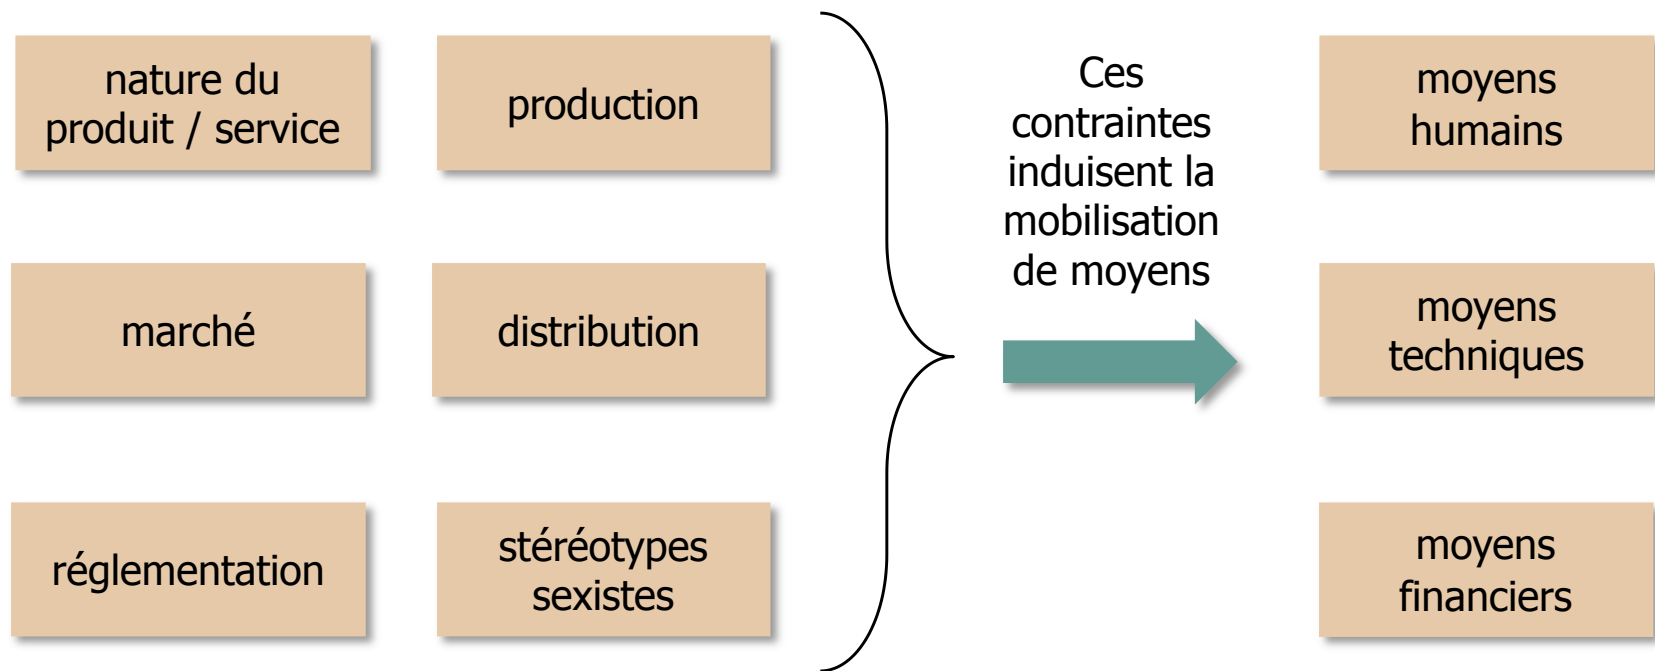 nature du
produit / service
production
Ces
contraintes
induisent la
mobilisation
de moyens
moyens
humains
marché
distribution
moyens
techniques
réglementation
stéréotypes
sexistes
moyens
financiers